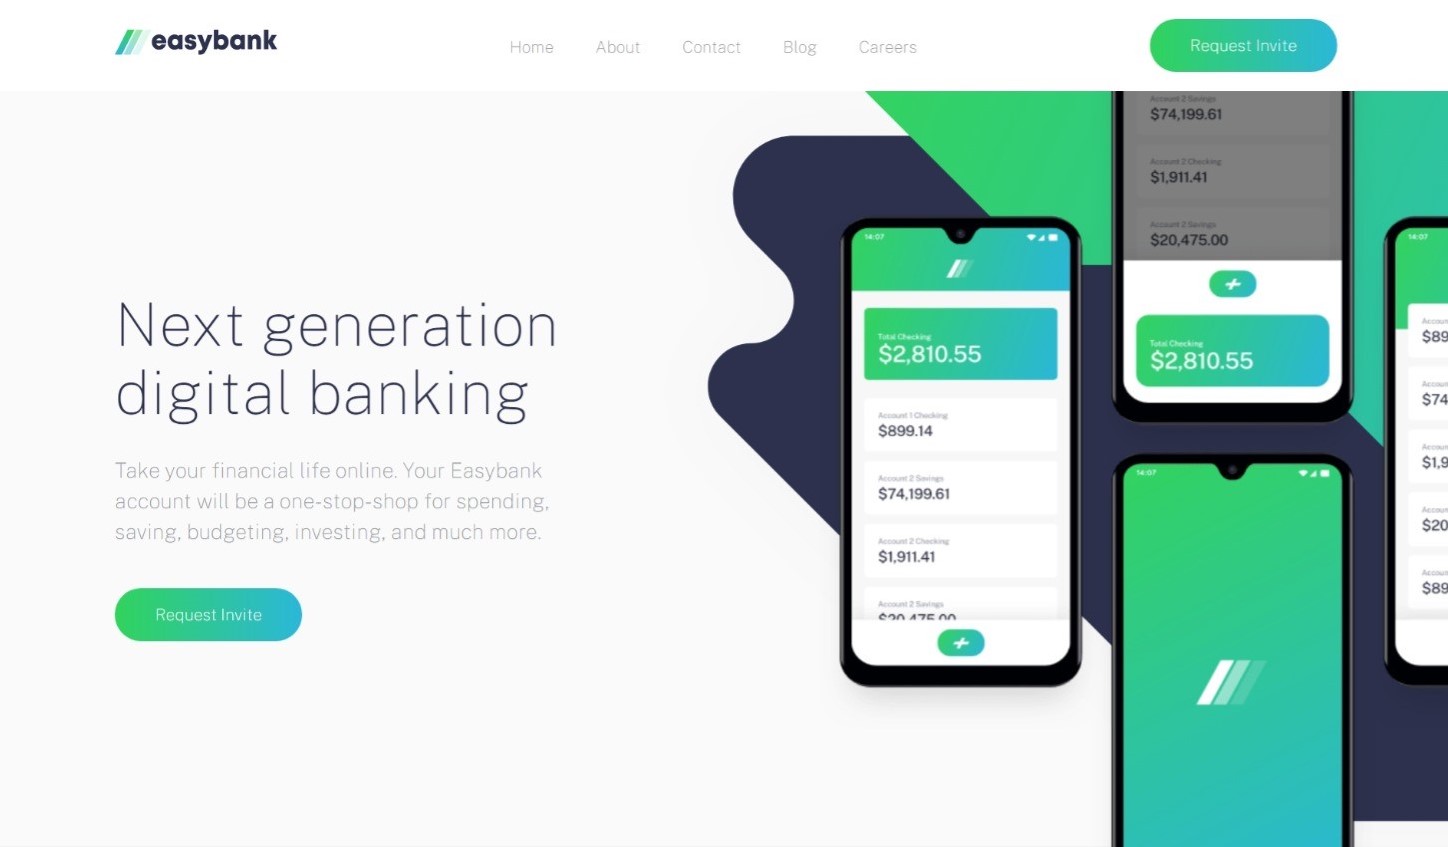 easybank
Home
About
Contact
Blog
Careers
Request Invite
Next generation
digital banking
Take your financial life online. Your Easybank
account will be a one-stop-shop for spending,
saving, budgeting, investing, and much more.
Request Invite
14:07
Total Checking
$2,810.55
Account 1 Checking
$899.14
Account 2 Savings
$74,199.61
Account 2 Checking
$1,911.41
Account 2 Savings
$20,475.00
Account 2 Savings
$74,199.61
Account 2 Checking
$1,911.41
Account 2 Savings
$20,475.00
Total Checking
$2,810.55
14:07
14:07
$89
$74
$1,9
$20
$89